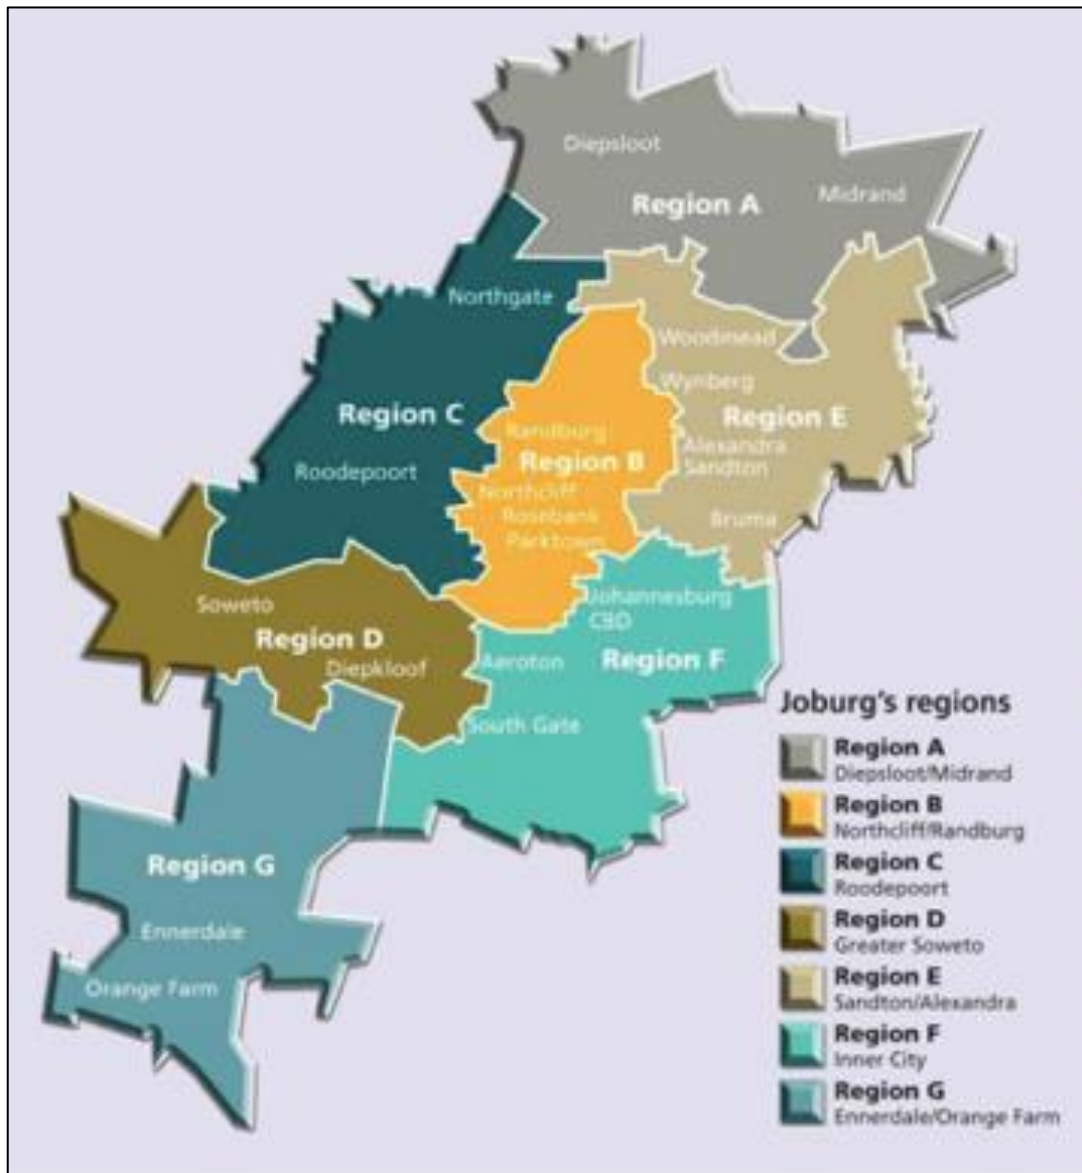 Diepsloot
Midrand
Region A
Northgate
Woodmead
Wynberg
Region C
Region E
Randburg
Alexandra
Region B
Sandton
Roodepoort
Northcliff
Rosebank
Bruma
Parktown
Soweto
Johannesburg
CBD
Region D
Diepkloof
Aeroton
Region F
South Gate
Region G
Ennerdale
Orange Farm
Joburg's regions
Region A
Diepsloot/Midrand
Region B
Northcliff/Randburg
Region C
Roodepoort
Region D
Greater Soweto
Region E
Sandton/Alexandra
Region F
Inner City
Region G
Ennerdale/Orange Farm